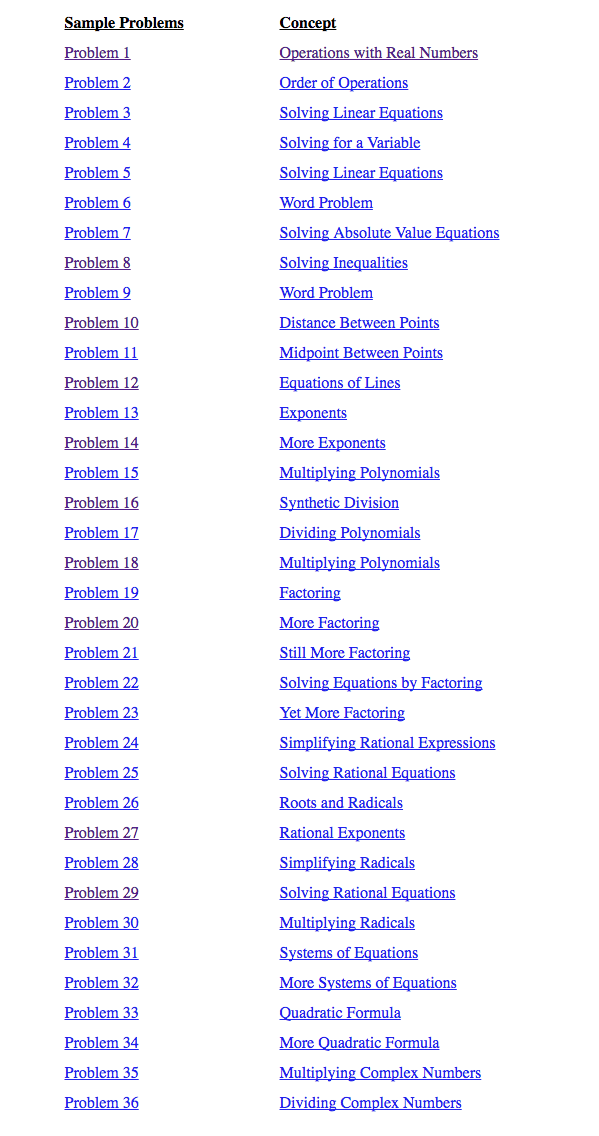 Sample Problems Concept
Problem 1 Operations with Real Numbers
Problem 2 Order of Operations
Problem 3 Solving Linear Equations
Problem 4 Solving for a Variable
Problem 5 Solving Linear Equations
Problem 6 Word Problem
Problem 7 Solving Absolute Value Equations
Problem 8 Solving Inequalities
Problem 9 Word Problem
Problem 10 Distance Between Points
Problem 11 Midpoint Between Points
Problem 12 Equations of Lines
Problem 13 Exponents
Problem 14 More Exponents
Problem 15 Multiplying Polynomials
Problem 16 Synthetic Division
Problem 17 Dividing Polynomials
Problem 18 Multiplying Polynomials
Problem 19 Factoring
Problem 20 More Factoring
Problem 21 Still More Factoring
Problem 22 Solving Equations by Factoring
Problem 23 Yet More Factoring
Problem 24 Simplifying Rational Expressions
Problem 25 Solving Rational Equations
Problem 26 Roots and Radicals
Problem 27 Rational Exponents
Problem 28 Simplifying Radicals
Problem 29 Solving Rational Equations
Problem 30 Multiplying Radicals
Problem 31 Systems of Equations
Problem 32 More Systems of Equations
Problem 33 Quadratic Formula
Problem 34 More Quadratic Formula
Problem 35 Multiplying Complex Numbers
Problem 36 Dividing Complex Numbers